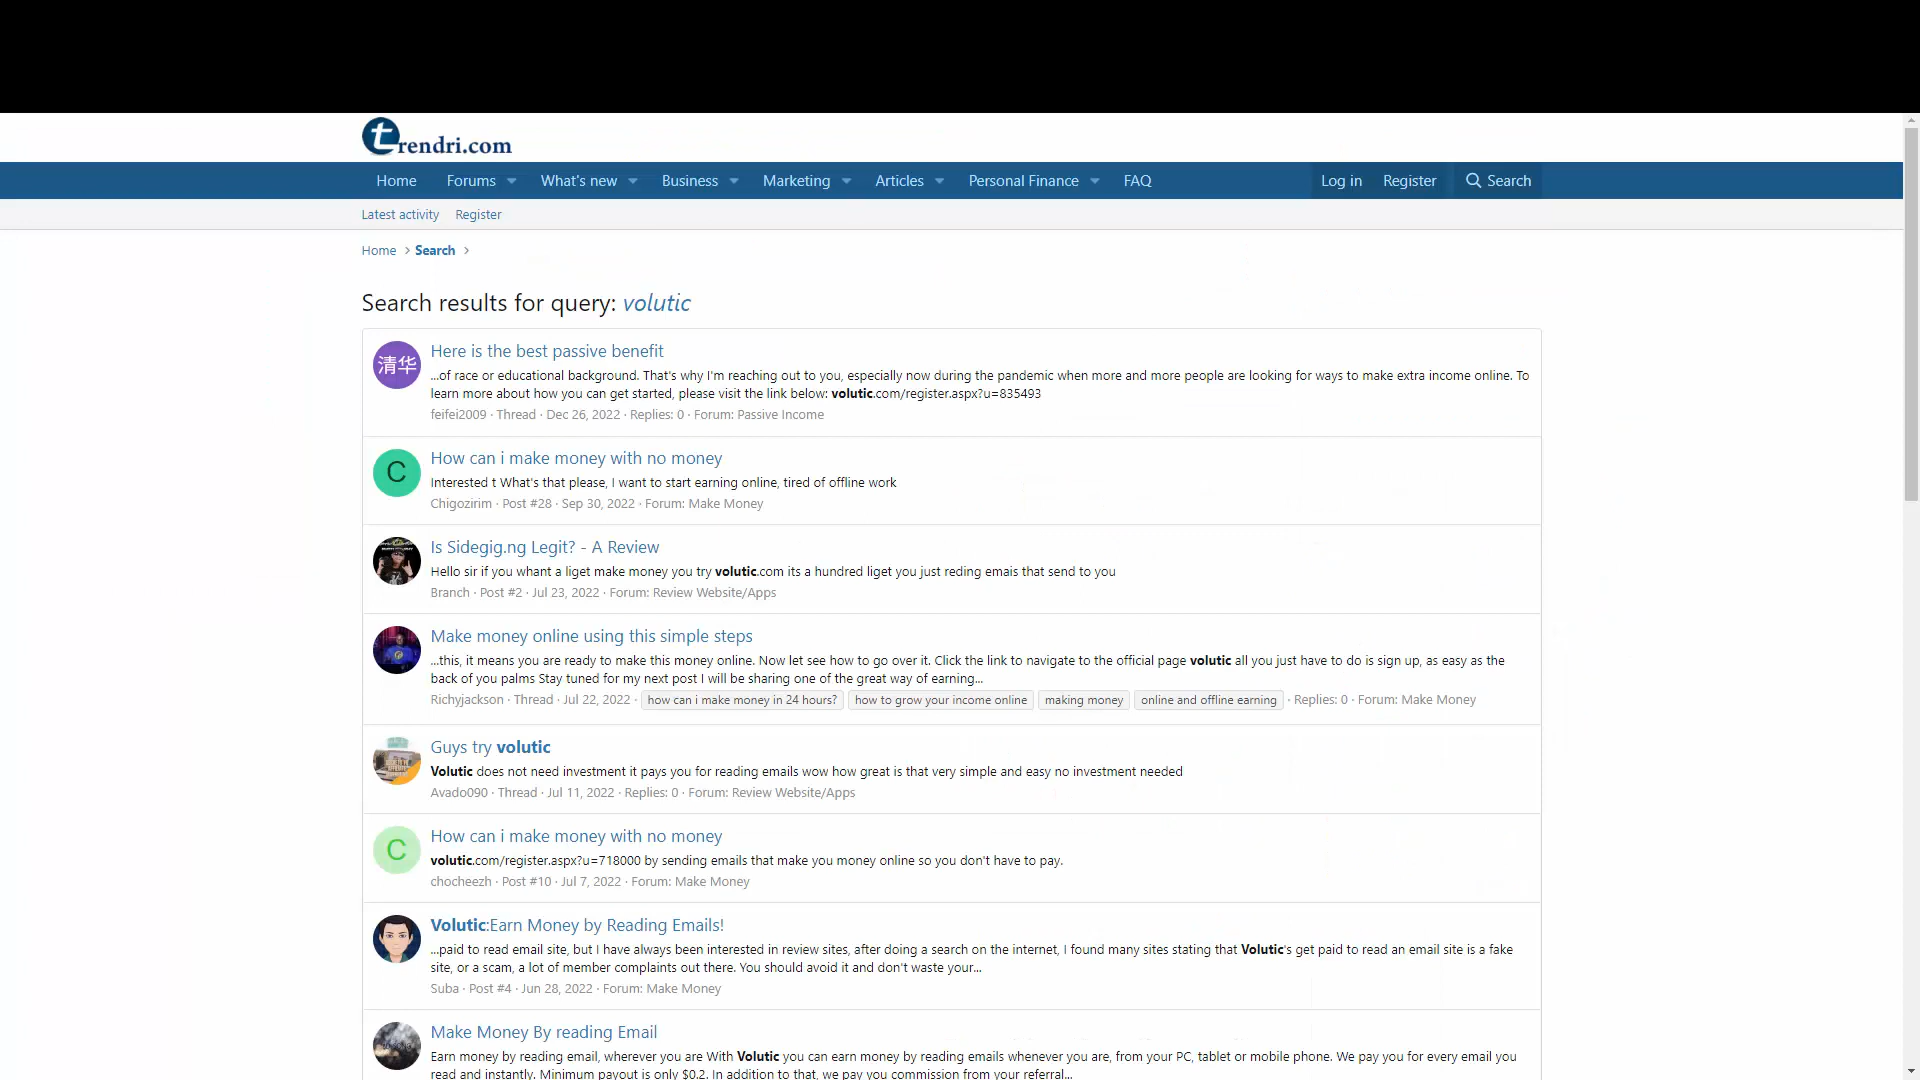 trendri.com
Home Forums What's new Business Marketing Articles Personal Finance FAQ Log in Register Search
Latest activity Register
Home > Search >
Search results for query: volutic
清华
Here is the best passive benefit
...of race or educational background. That's why I'm reaching out to you, especially now during the pandemic when more and more people are looking for ways to make extra income online. To
learn more about how you can get started, please visit the link below: volutic.com/register.aspx?u=835493
feifei2009 · Thread · Dec 26, 2022 · Replies: 0 · Forum: Passive Income
C
How can i make money with no money
Interested t What's that please, I want to start earning online, tired of offline work
Chigozirim · Post #28 · Sep 30, 2022 · Forum: Make Money
Is Sidegig.ng Legit? - A Review
Hello sir if you whant a liget make money you try volutic.com its a hundred liget you just reding emais that send to you
Branch · Post #2 · Jul 23, 2022 · Forum: Review Website/Apps
Make money online using this simple steps
...this, it means you are ready to make this money online. Now let see how to go over it. Click the link to navigate to the official page volutic all you just have to do is sign up, as easy as the
back of you palms Stay tuned for my next post I will be sharing one of the great way of earning...
Richyjackson · Thread · Jul 22, 2022 · how can i make money in 24 hours? how to grow your income online making money online and offline earning · Replies: 0 · Forum: Make Money
Guys try volutic
Volutic does not need investment it pays you for reading emails wow how great is that very simple and easy no investment needed
Avado090 · Thread · Jul 11, 2022 · Replies: 0 · Forum: Review Website/Apps
C
How can i make money with no money
volutic.com/register.aspx?u=718000 by sending emails that make you money online so you don't have to pay.
chocheezh · Post #10 · Jul 7, 2022 · Forum: Make Money
Volutic:Earn Money by Reading Emails!
...paid to read email site, but I have always been interested in review sites, after doing a search on the internet, I found many sites stating that Volutic's get paid to read an email site is a fake
site, or a scam, a lot of member complaints out there. You should avoid it and don't waste your...
Suba · Post #4 · Jun 28, 2022 · Forum: Make Money
Make Money By reading Email
Earn money by reading email, wherever you are With Volutic you can earn money by reading emails whenever you are, from your PC, tablet or mobile phone. We pay you for every email you
read and instantly. Minimum payout is only $0.2. In addition to that, we pay you commission from your referral...